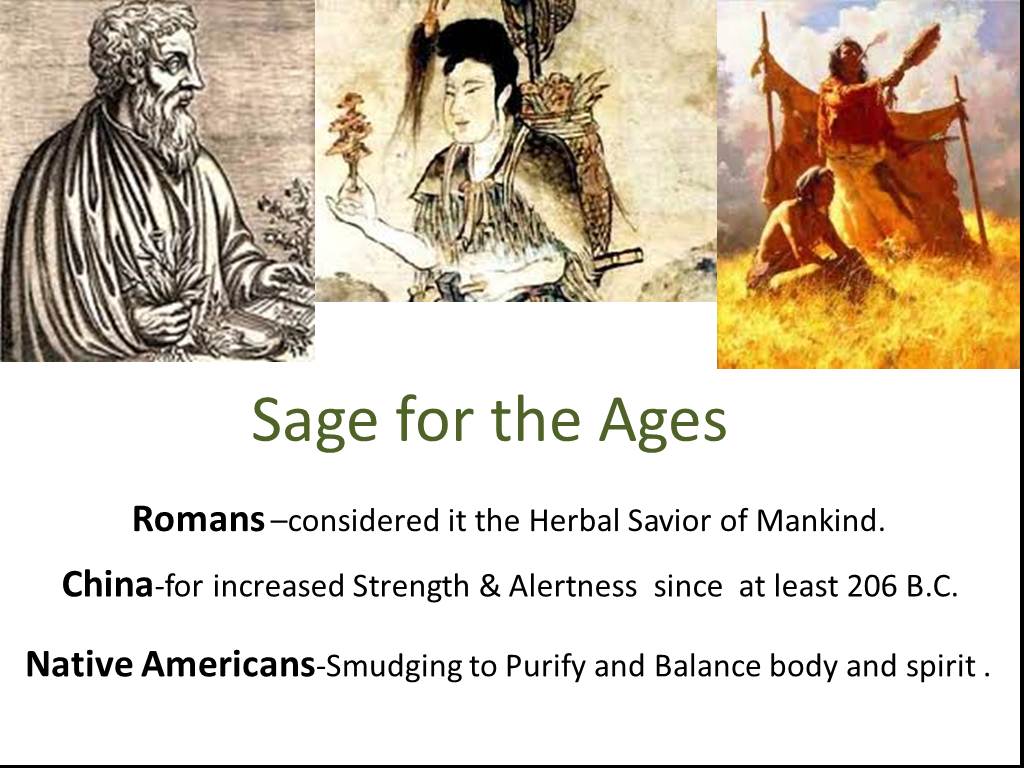 Sage for the Ages
Romans –considered it the Herbal Savior of Mankind.
China-for increased Strength & Alertness  since  at least 206 B.C.
Native Americans-Smudging to Purify and Balance body and spirit .